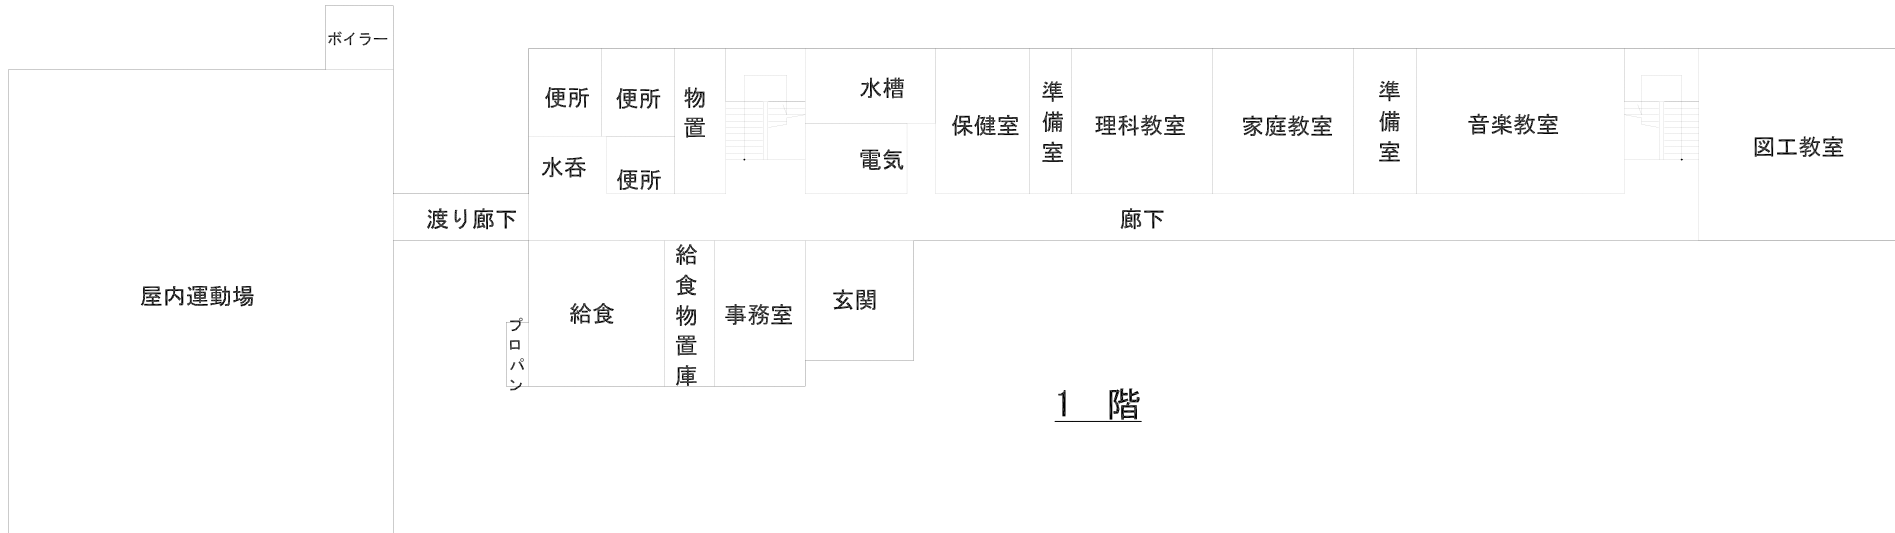 ボイラー
便所
便所
物置
水槽
保健室
準備室
理科教室
家庭教室
準備室
音楽教室
図工教室
水呑
便所
電気
渡り廊下
廊下
屋内運動場
プロパン
給食
給食物置庫
事務室
玄関
1 階